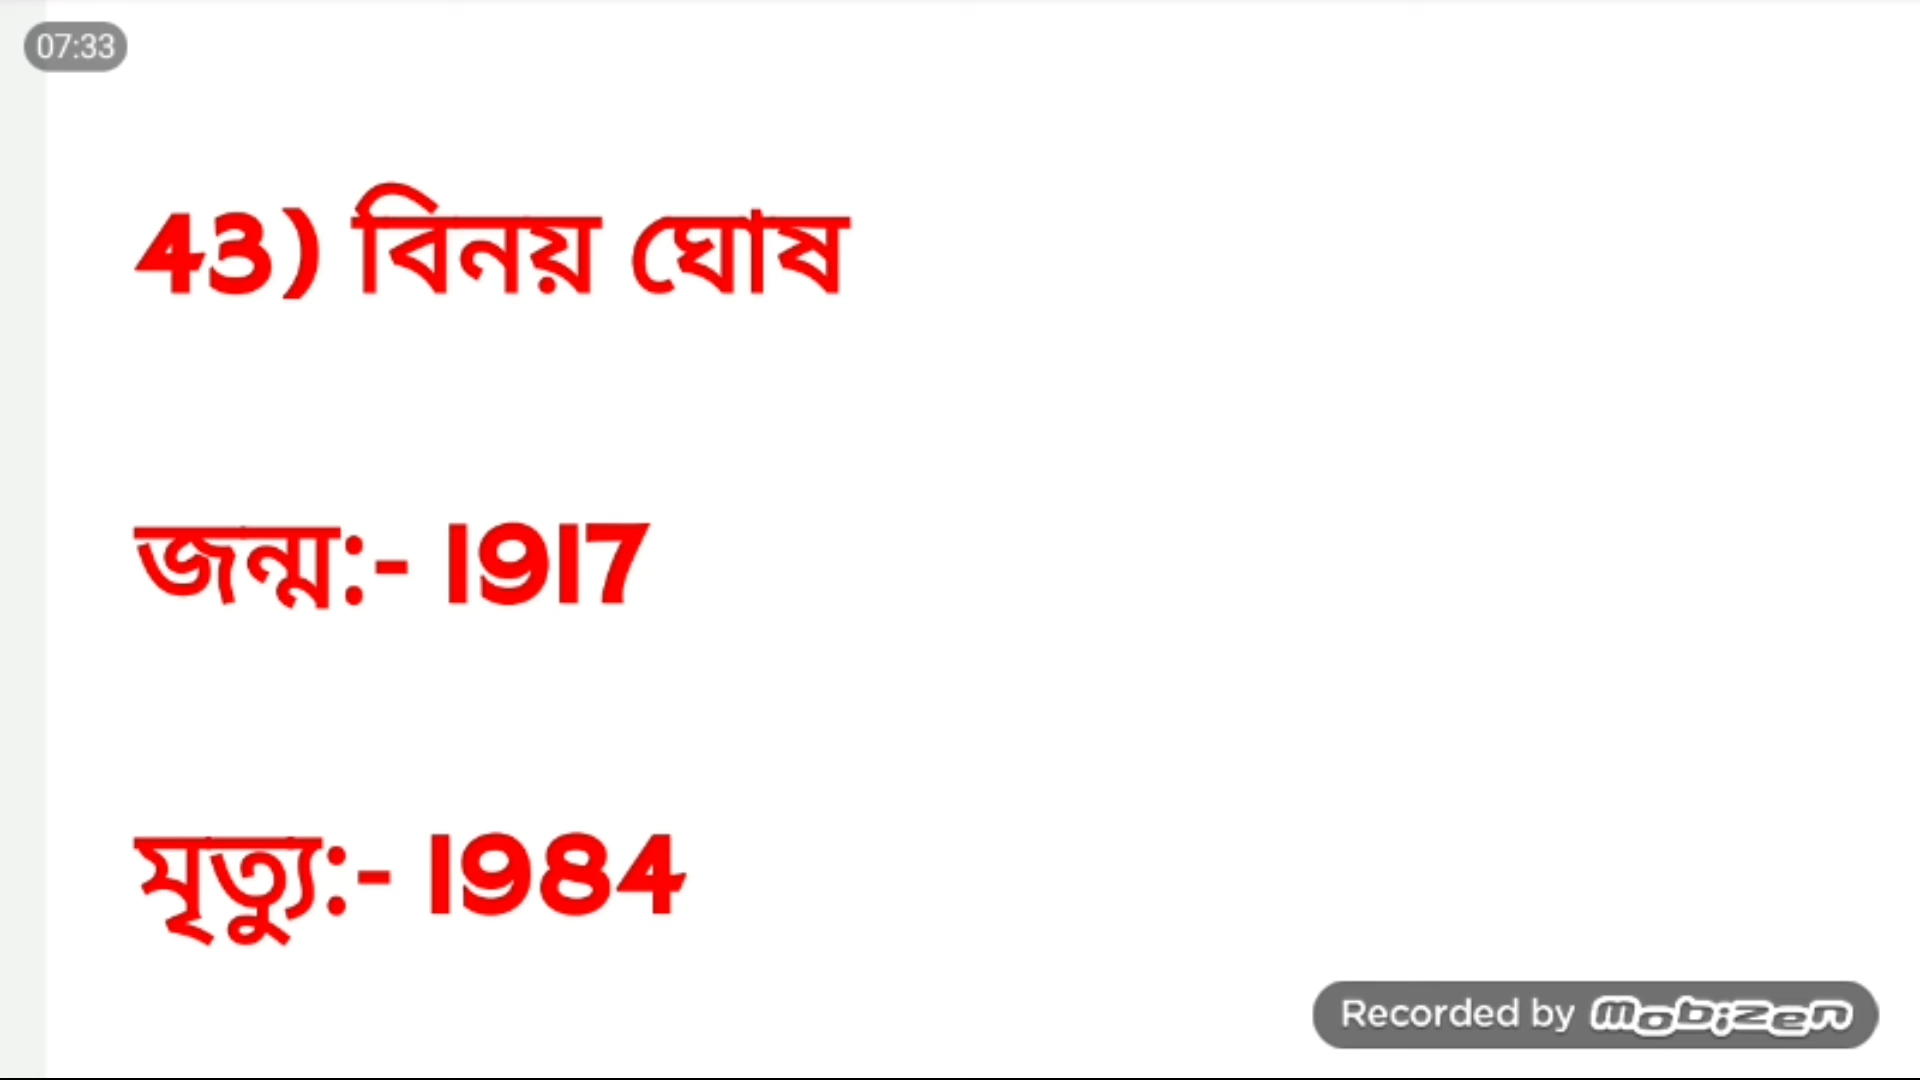 07:33
43) বিনয় ঘোষ
জন্ম:- 1917
মৃত্যু:- 1984
Recorded by mobizen